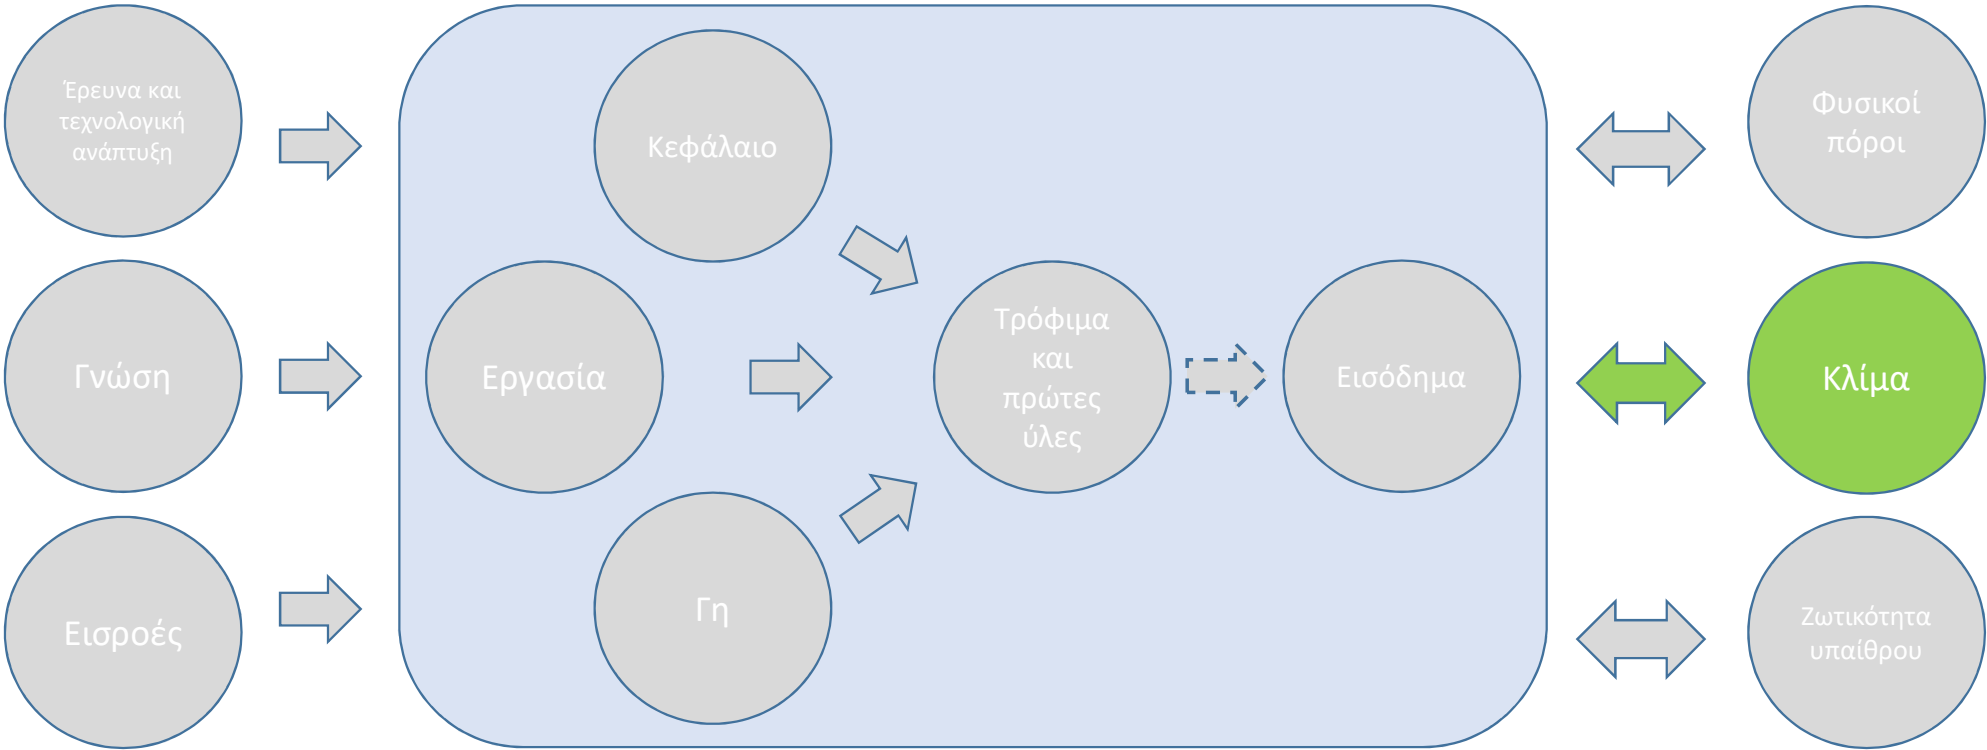 Έρευνα και
τεχνολογική
ανάπτυξη
Γνώση
Εισροές
Κεφάλαιο
Εργασία
Γη
Τρόφιμα
και
πρώτες
ύλες
Εισόδημα
Φυσικοί
πόροι
Κλίμα
Ζωτικότητα
υπαίθρου